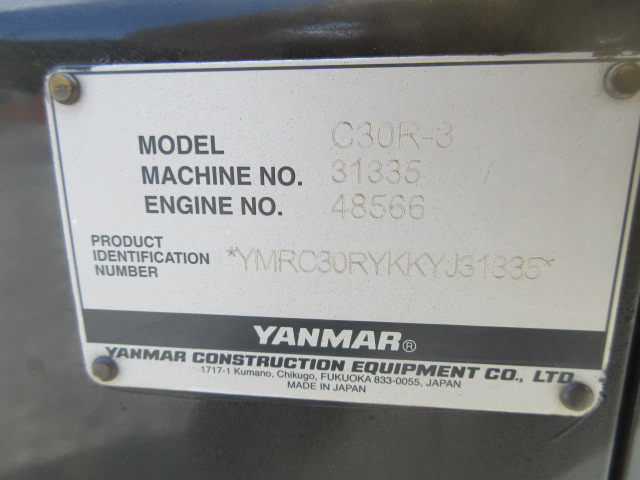 MODEL C30R-3
MACHINE NO. 31335 /
ENGINE NO. 48566
PRODUCT
IDENTIFICATION *YMRC30RYKKYJ31335*
NUMBER
YANMAR®
YANMAR CONSTRUCTION EQUIPMENT CO., LTD.
1717-1 Kumano, Chikugo, FUKUOKA 833-0055, JAPAN
MADE IN JAPAN